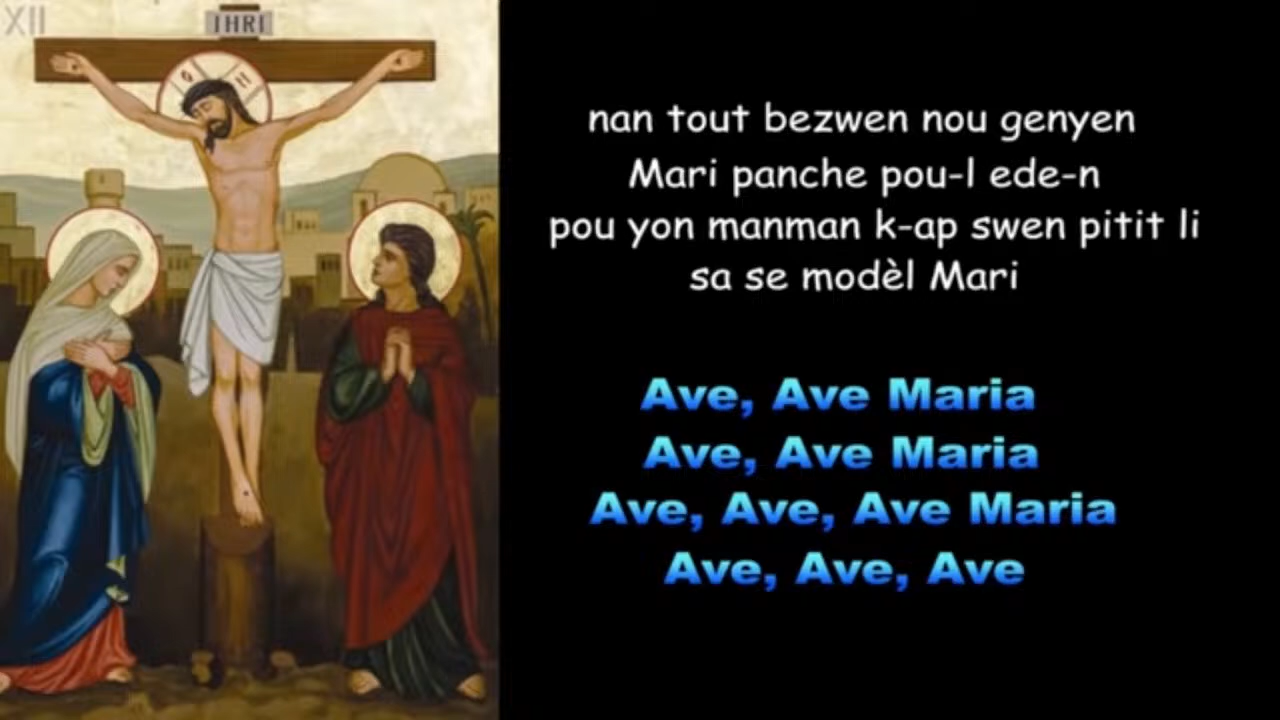 XII
IHRI
nan tout bezwen nou genyen
Mari panche pou-l ede-n
pou yon manman k-ap swen pitit li
sa se modèl Mari
Ave, Ave Maria
Ave, Ave Maria
Ave, Ave, Ave Maria
Ave, Ave, Ave